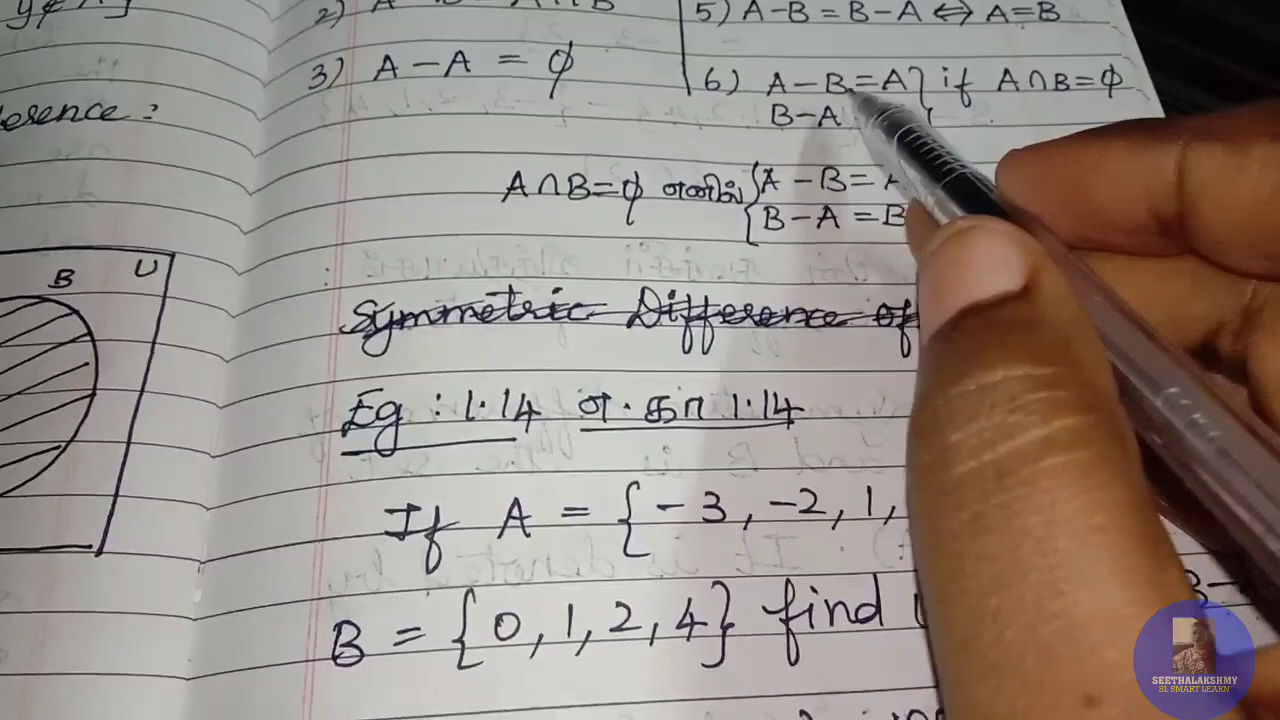 3) A - A = ϕ
5) A-B = B-A ⇔ A=B
6) A-B=A} if A∩B=ϕ
B-A
erence :
A∩B=ϕ எனில் {A-B=
B-A = B
B U
Symmetric Difference of
Eg : 1.14 எ.கா 1.14
If A = {-3, -2, 1,
B = {0, 1, 2, 4} find
SEETHALAKSHMY
SL SMART LEARN